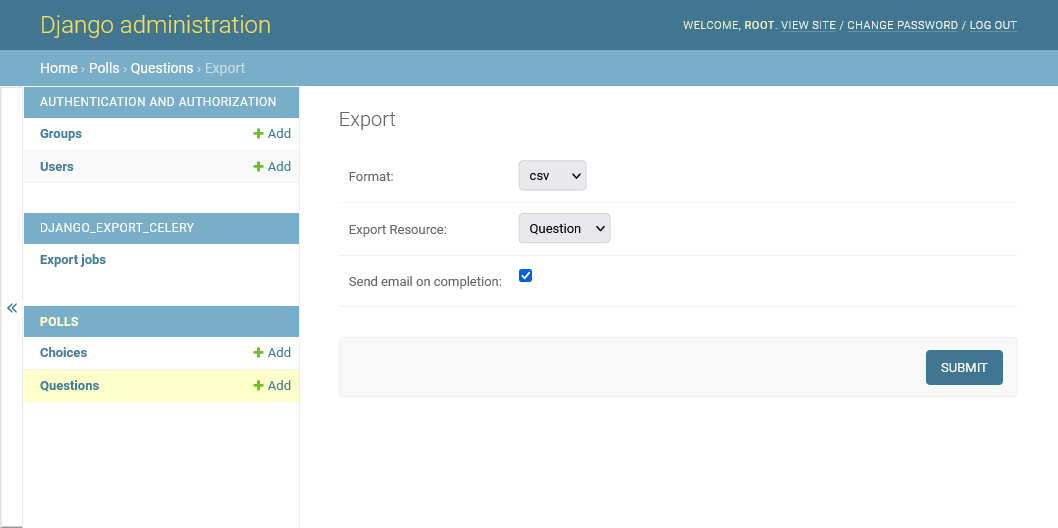 Django administration
WELCOME, ROOT. VIEW SITE / CHANGE PASSWORD / LOG OUT
Home › Polls › Questions › Export
«
AUTHENTICATION AND AUTHORIZATION
Groups + Add
Users + Add
DJANGO_EXPORT_CELERY
Export jobs
POLLS
Choices + Add
Questions + Add
Export
Format: csv
Export Resource: Question
Send email on completion:
SUBMIT